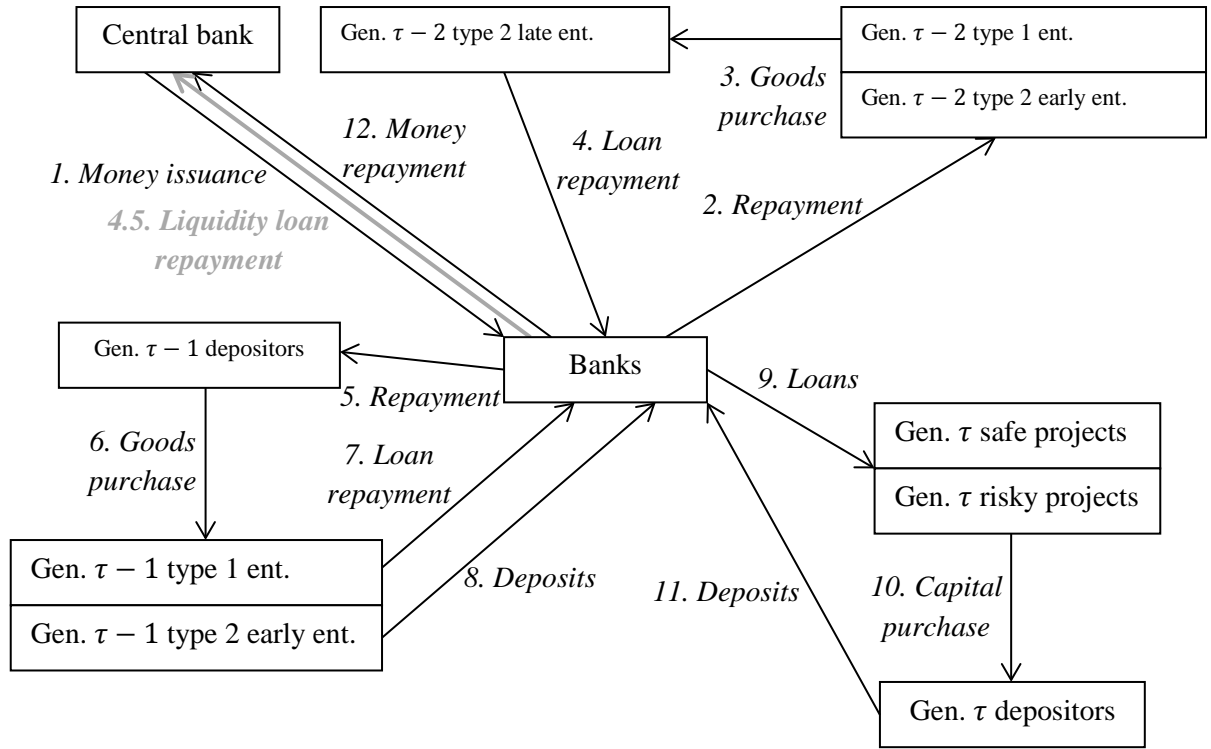 Central bank
Gen. τ − 2 type 2 late ent.
Gen. τ − 2 type 1 ent.
Gen. τ − 2 type 2 early ent.
3. Goods
purchase
12. Money
repayment
4. Loan
repayment
1. Money issuance
2. Repayment
4.5. Liquidity loan
repayment
Gen. τ − 1 depositors
Banks
5. Repayment
9. Loans
6. Goods
purchase
7. Loan
repayment
Gen. τ safe projects
Gen. τ risky projects
Gen. τ − 1 type 1 ent.
Gen. τ − 1 type 2 early ent.
8. Deposits
11. Deposits
10. Capital
purchase
Gen. τ depositors